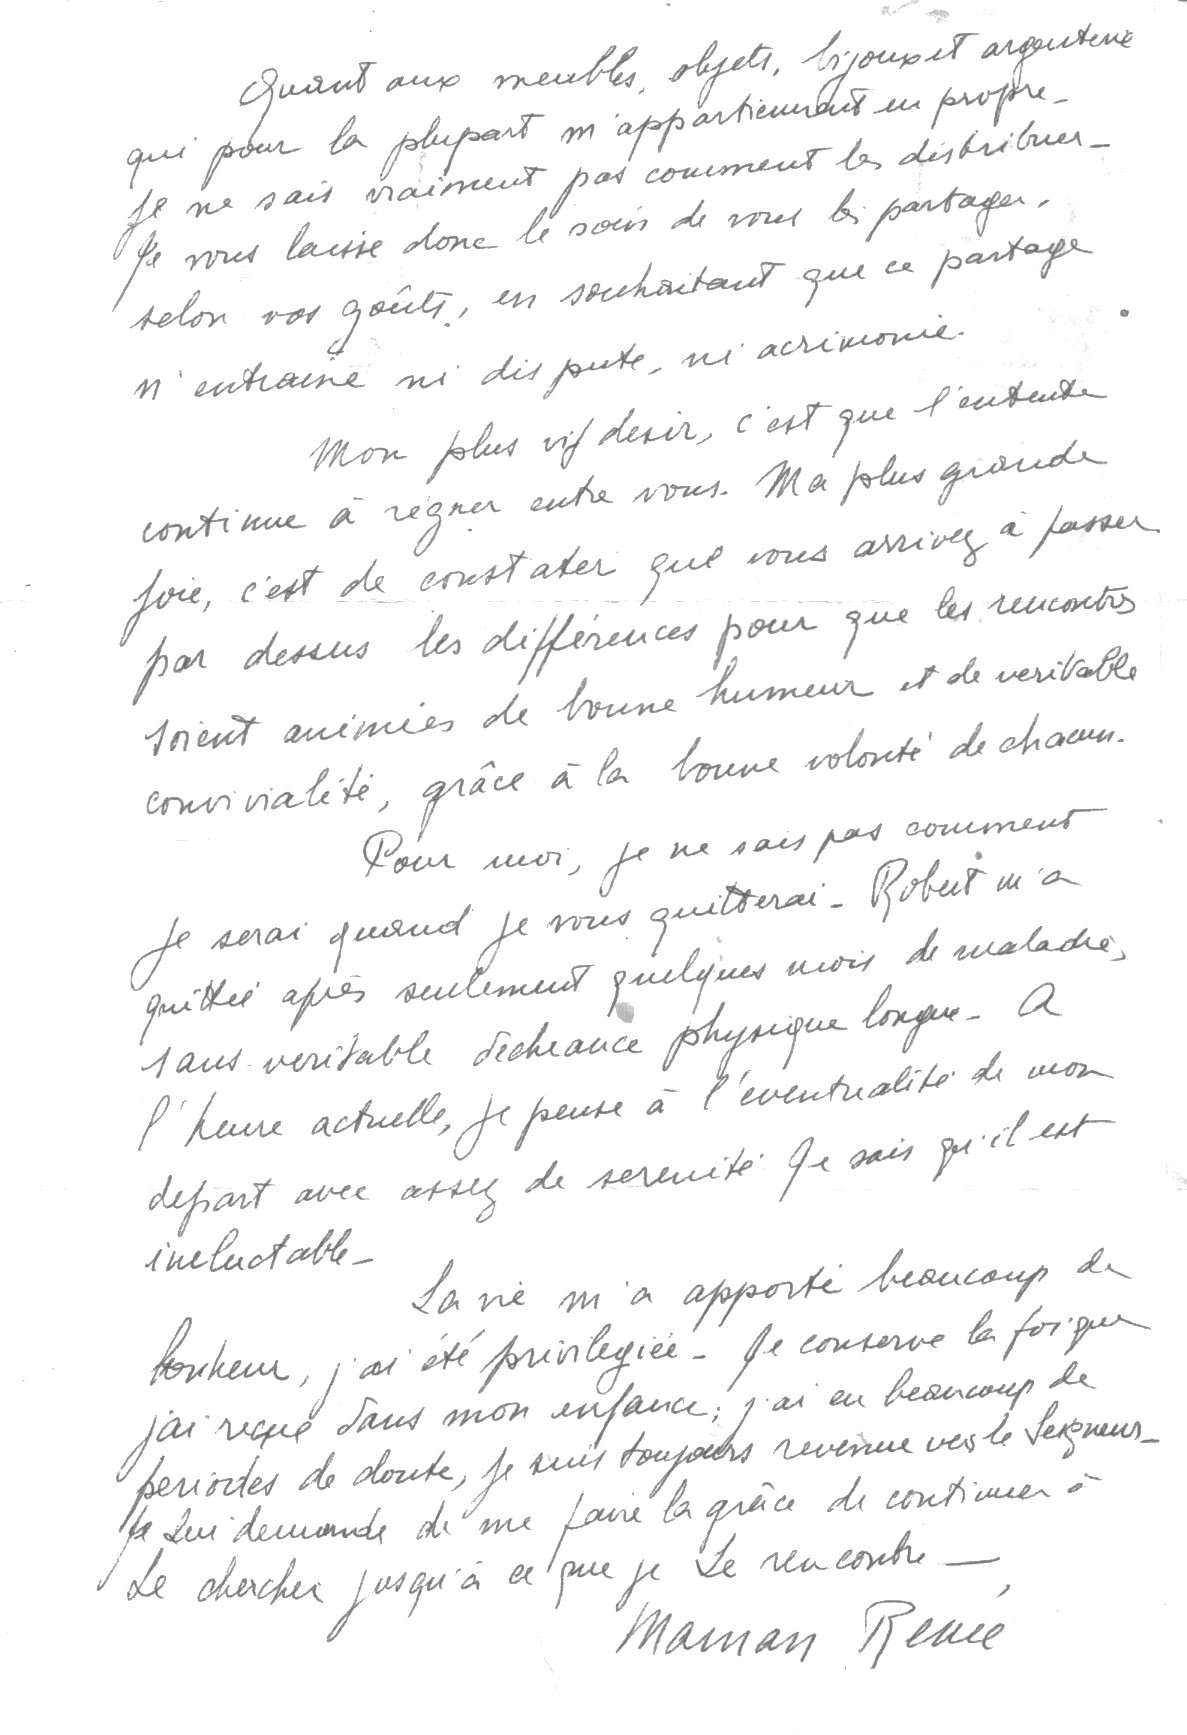 Quant aux meubles, objets, bijoux et argenterie
qui pour la plupart m'appartiennent en propre -
Je ne sais vraiment pas comment les distribuer -
Je vous laisse donc le soin de vous les partager,
selon vos goûts, en souhaitant que ce partage
n'entraîne ni dispute, ni acrimonie.
Mon plus vif desir, c'est que l'entente
continue à régner entre vous. Ma plus grande
joie, c'est de constater que vous arrivez à passer
par dessus les différences pour que les rencontres
soient animées de bonne humeur et de veritable
convivialité, grâce à la bonne volonté de chacun.
Pour moi, je ne sais pas comment
je serai quand je vous quitterai - Robert m'a
quittée après seulement quelques mois de maladie,
sans veritable décheance physique longue - A
l'heure actuelle, je pense à l'éventualité de mon
depart avec assez de serenité Je sais qu'il est
ineluctable -
La vie m'a apporté beaucoup de
bonheur, j'ai été privilegiée - Je conserve la foi que
j'ai reçue dans mon enfance ; j'ai eu beaucoup de
periodes de doute, je suis toujours revenue vers le Seigneur -
Je Lui demande de me faire la grâce de continuer à
Le chercher jusqu'à ce que je Le rencontre —
Maman Renée